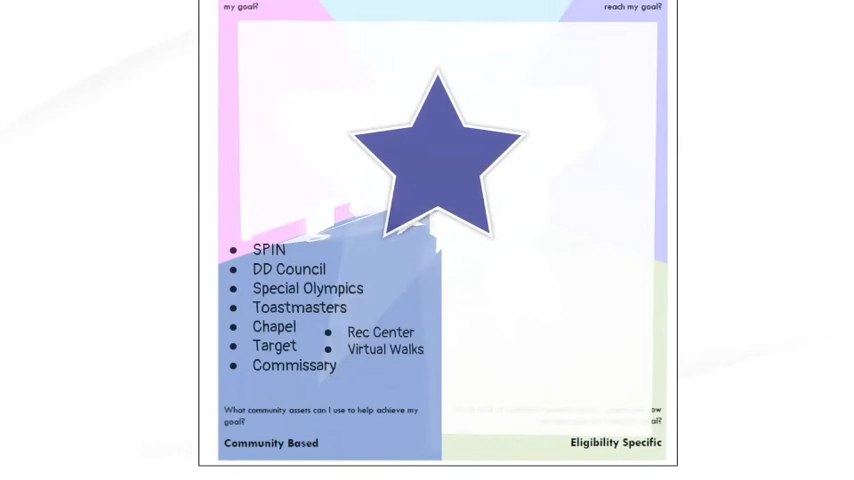 my goal?
reach my goal?
SPIN
DD Council
Special Olympics
Toastmasters
Chapel
Target
Commissary
Rec Center
Virtual Walks
What community assets can I use to help achieve my
goal?
Community Based
Eligibility Specific